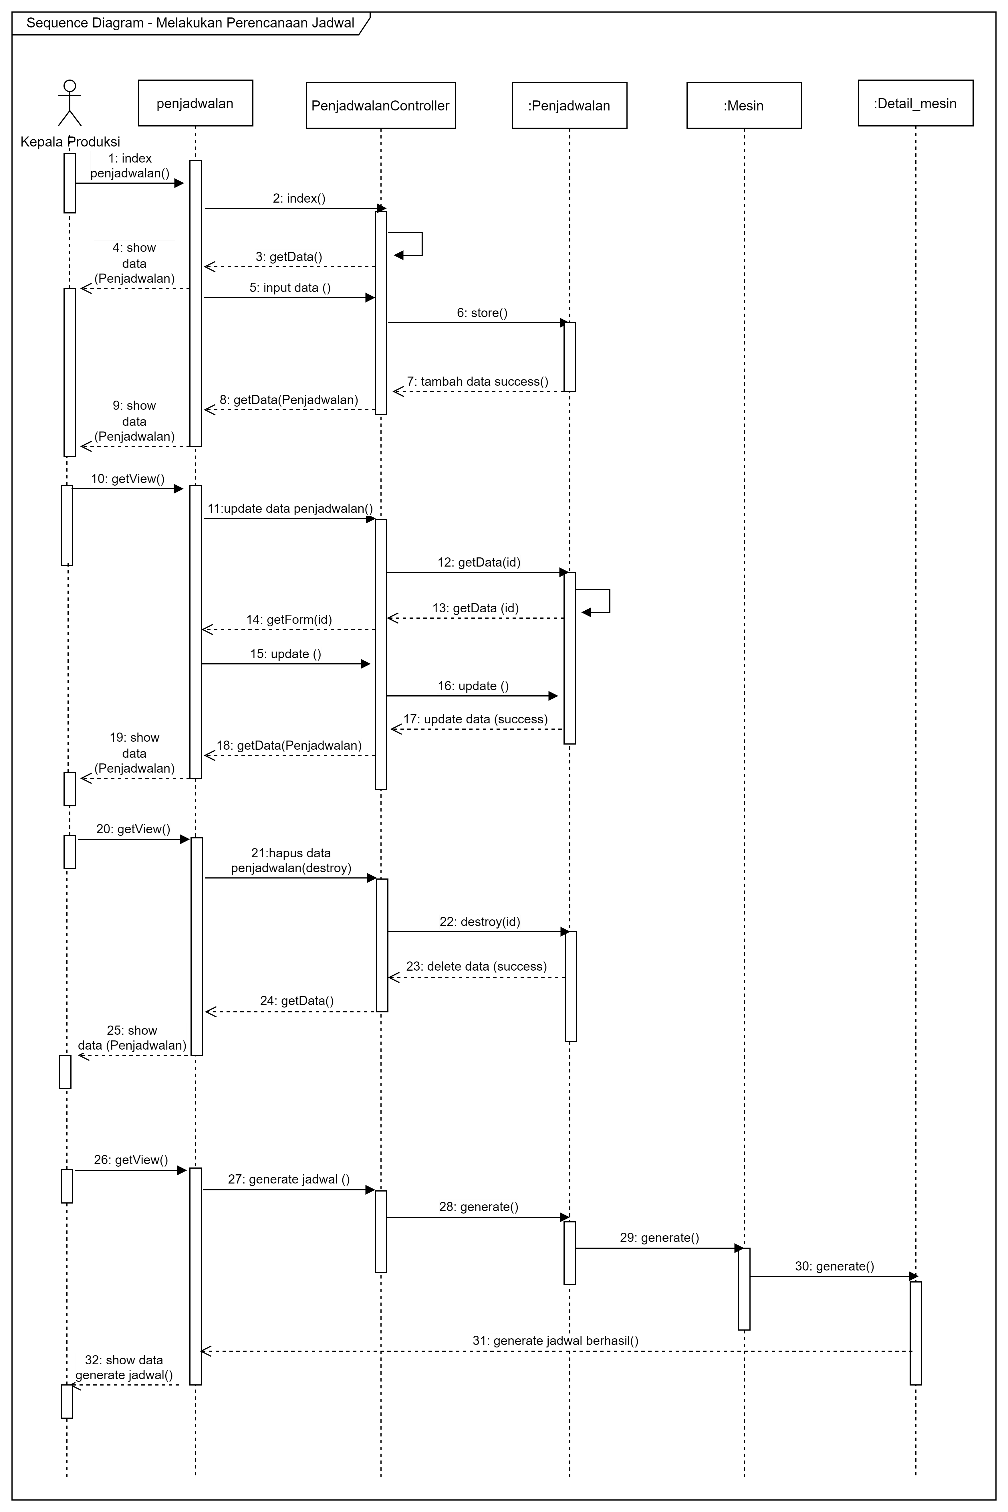 Sequence Diagram - Melakukan Perencanaan Jadwal
penjadwalan
PenjadwalanController
:Penjadwalan
:Mesin
:Detail_mesin
Kepala Produksi
1: index
penjadwalan()
2: index()
4: show
data
(Penjadwalan)
3: getData()
5: input data ()
6: store()
7: tambah data success()
8: getData(Penjadwalan)
9: show
data
(Penjadwalan)
10: getView()
11:update data penjadwalan()
12: getData(id)
13: getData (id)
14: getForm(id)
15: update ()
16: update ()
17: update data (success)
18: getData(Penjadwalan)
19: show
data
(Penjadwalan)
20: getView()
21:hapus data
penjadwalan(destroy)
22: destroy(id)
23: delete data (success)
24: getData()
25: show
data (Penjadwalan)
26: getView()
27: generate jadwal ()
28: generate()
29: generate()
30: generate()
31: generate jadwal berhasil()
32: show data
generate jadwal()